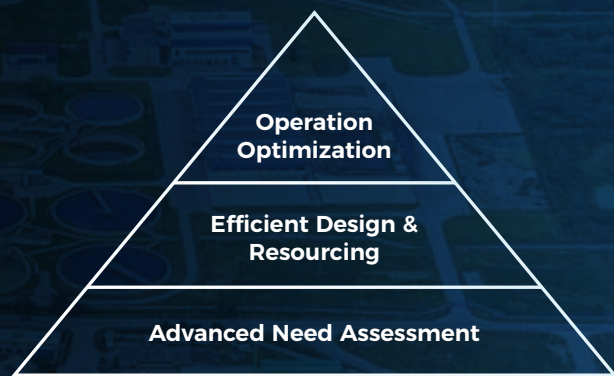 Operation
Optimization
Efficient Design &
Resourcing
Advanced Need Assessment